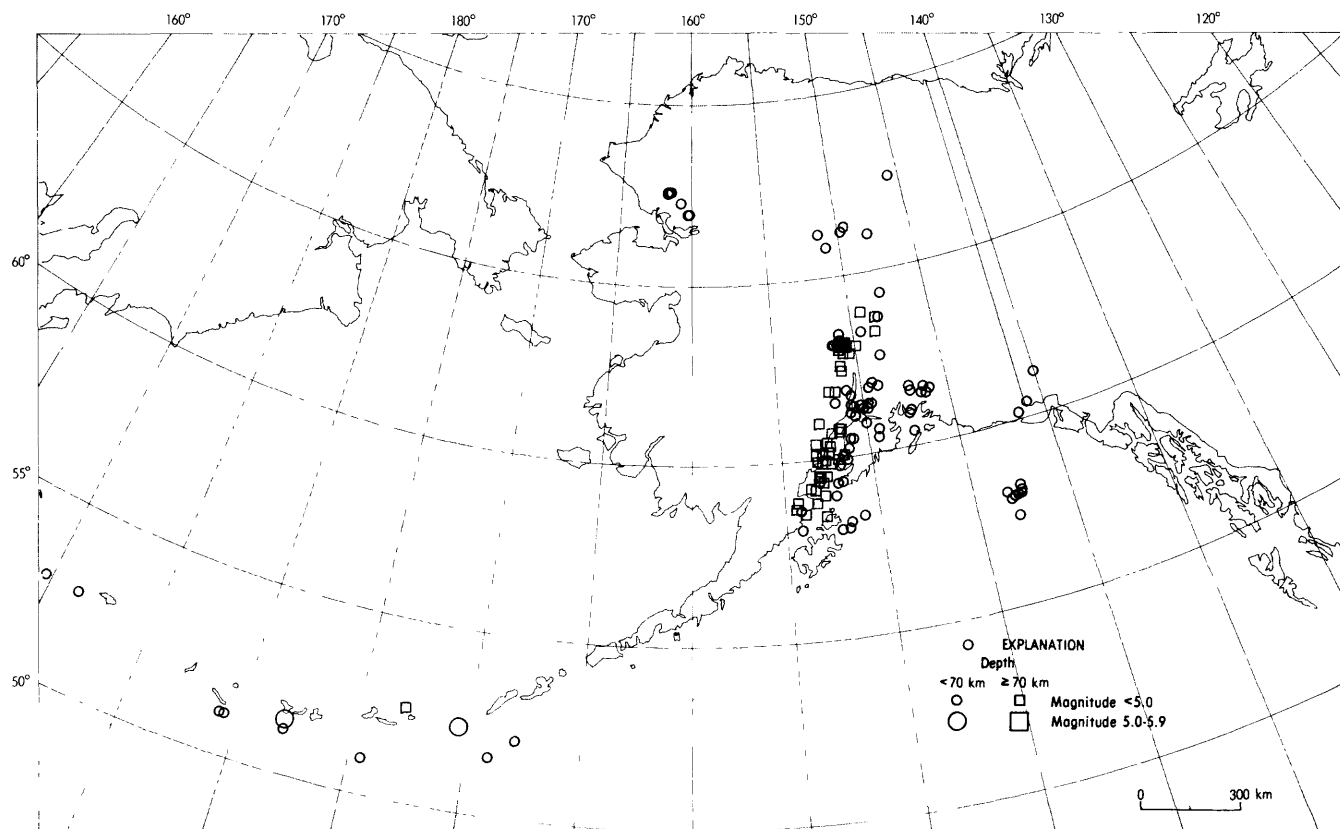 160° 170° 180° 170° 160° 150° 140° 130° 120°
60°
55°
50°
EXPLANATION
Depth
<70 km ≥70 km
Magnitude <5.0
Magnitude 5.0-5.9
0 300 km